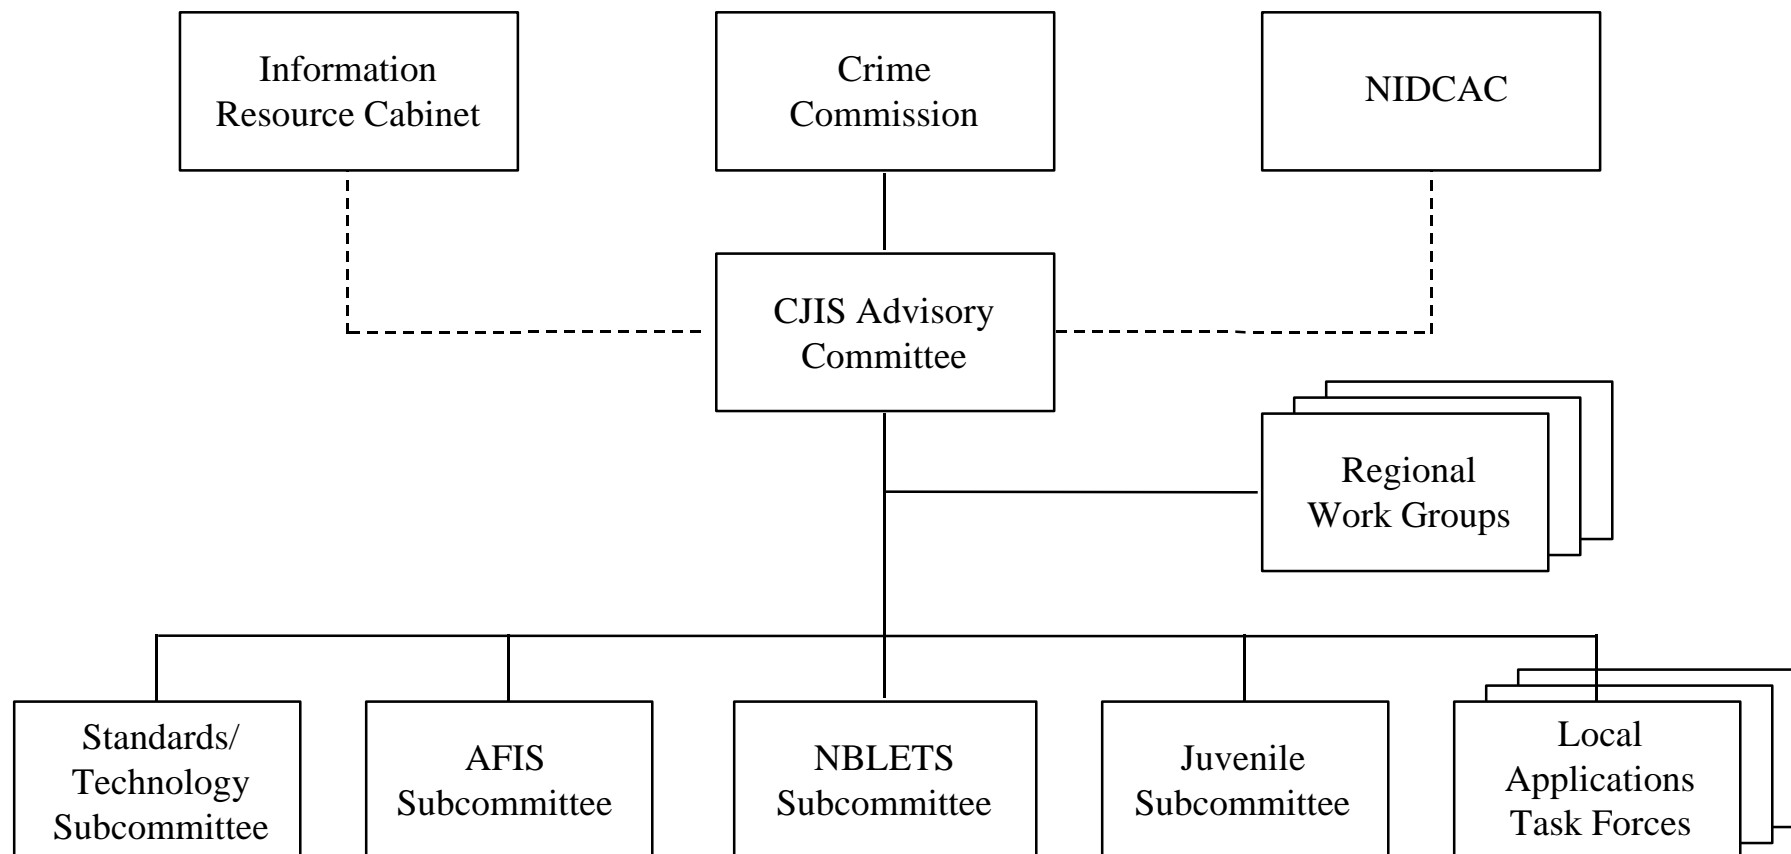 Information
Resource Cabinet
Crime
Commission
NIDCAC
CJIS Advisory
Committee
Regional
Work Groups
Standards/
Technology
Subcommittee
AFIS
Subcommittee
NBLETS
Subcommittee
Juvenile
Subcommittee
Local
Applications
Task Forces